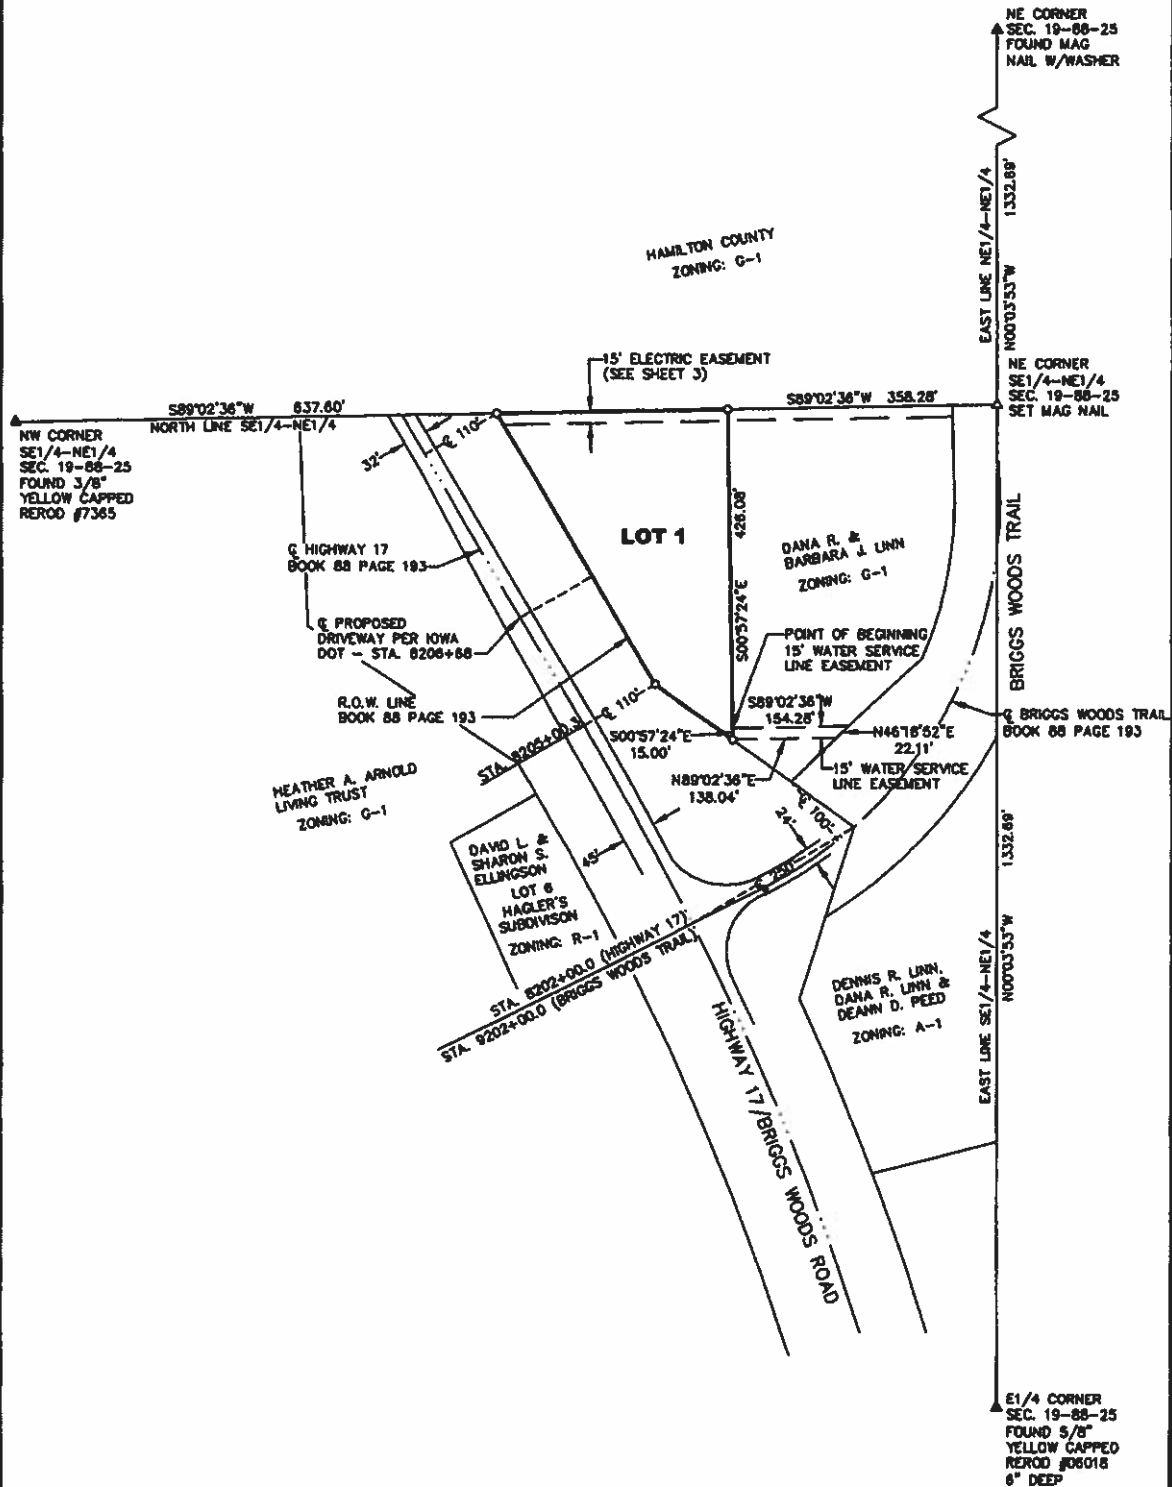 NE CORNER
SEC. 19-88-25
FOUND MAG
NAIL W/WASHER
EAST LINE NE1/4-NE1/4
N00°03'53"W 1332.69'
HAMILTON COUNTY
ZONING: G-1
15' ELECTRIC EASEMENT
(SEE SHEET 3)
NE CORNER
SE1/4-NE1/4
SEC. 19-88-25
SET MAG NAIL
S89°02'36"W 637.60'
NORTH LINE SE1/4-NE1/4
S89°02'36"W 358.28'
NW CORNER
SE1/4-NE1/4
SEC. 19-88-25
FOUND 3/8"
YELLOW CAPPED
REROD #7365
℄ 110'
32'
LOT 1
S00°57'24"E 426.08'
DANA R. &
BARBARA J. LINN
ZONING: G-1
BRIGGS WOODS TRAIL
℄ HIGHWAY 17
BOOK 88 PAGE 193
℄ PROPOSED
DRIVEWAY PER IOWA
DOT - STA. 8206+68
R.O.W. LINE
BOOK 88 PAGE 193
POINT OF BEGINNING
15' WATER SERVICE
LINE EASEMENT
℄ 110'
STA. 8205+00.3
S89°02'36"W
154.28'
S00°57'24"E
15.00'
N46°18'52"E
22.11'
℄ BRIGGS WOODS TRAIL
BOOK 88 PAGE 193
N89°02'36"E
138.04'
15' WATER SERVICE
LINE EASEMENT
HEATHER A. ARNOLD
LIVING TRUST
ZONING: G-1
℄ 100'
24'
DAVID L. &
SHARON S.
ELLINGSON
LOT 6
HAGLER'S
SUBDIVISON
ZONING: R-1
45'
℄ 250'
STA. 8202+00.0 (HIGHWAY 17)
STA. 9202+00.0 (BRIGGS WOODS TRAIL)
DENNIS R. LINN,
DANA R. LINN &
DEANN D. PEED
ZONING: A-1
EAST LINE SE1/4-NE1/4
N00°03'53"W 1332.69'
HIGHWAY 17/BRIGGS WOODS ROAD
E1/4 CORNER
SEC. 19-88-25
FOUND 5/8"
YELLOW CAPPED
REROD #06018
6" DEEP